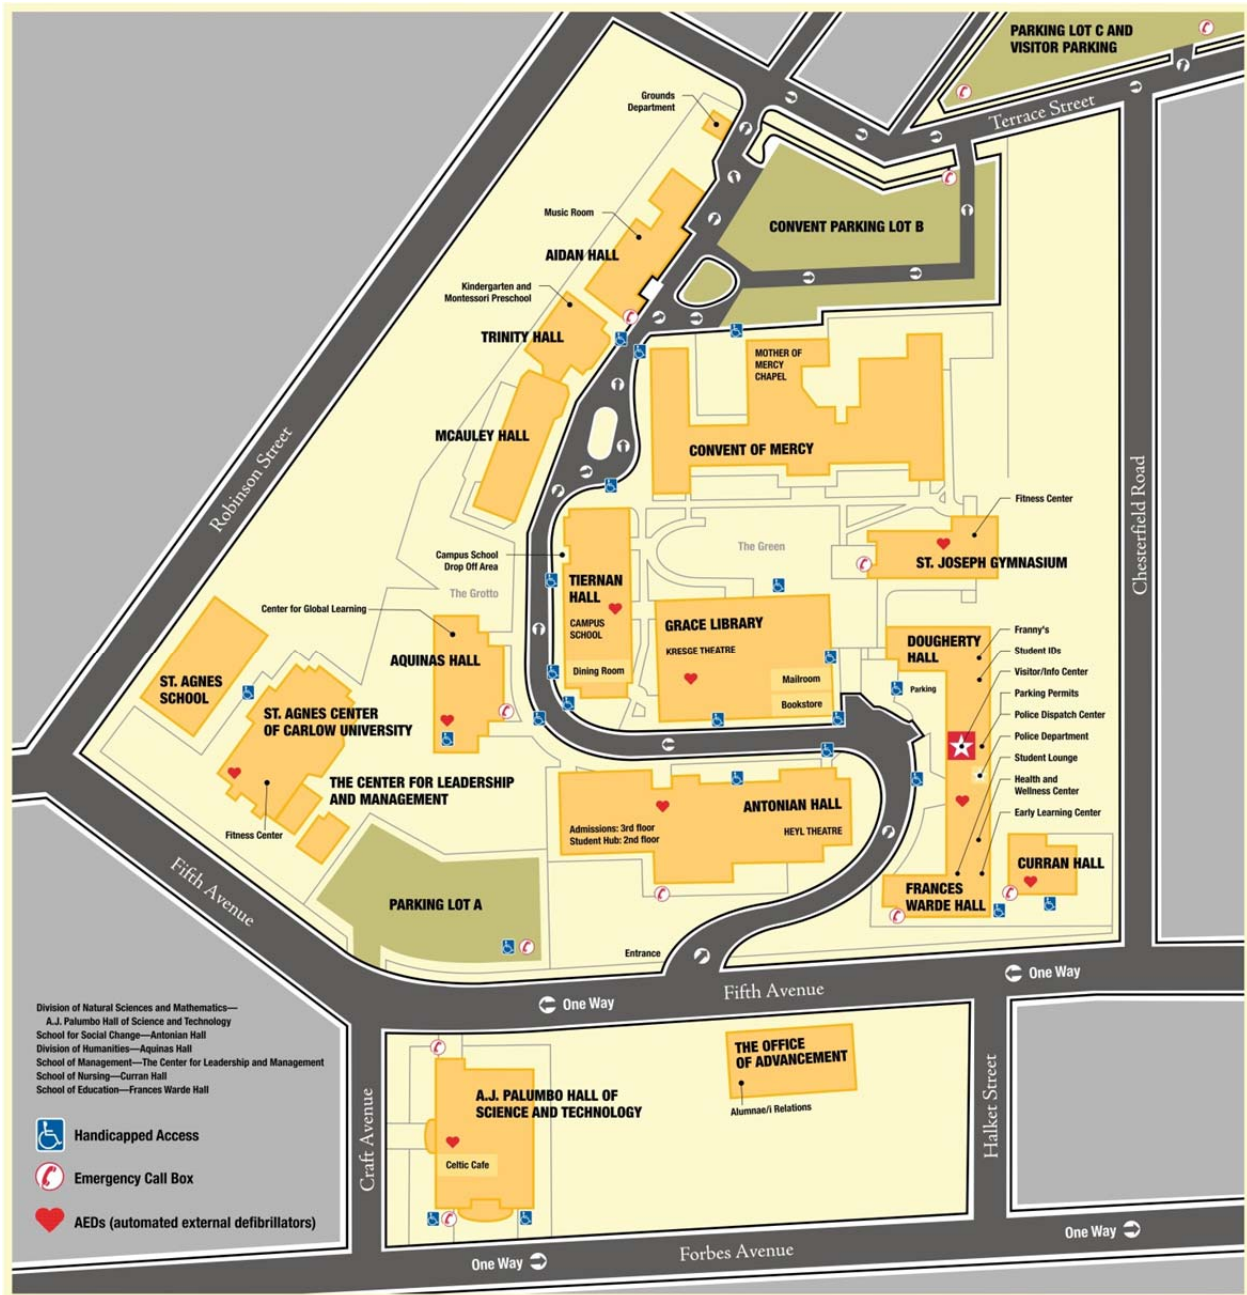 PARKING LOT C AND
VISITOR PARKING
Terrace Street
Grounds
Department
Music Room
AIDAN HALL
CONVENT PARKING LOT B
Kindergarten and
Montessori Preschool
TRINITY HALL
MOTHER OF
MERCY
CHAPEL
MCAULEY HALL
CONVENT OF MERCY
Robinson Street
Chesterfield Road
Fitness Center
Campus School
Drop Off Area
The Green
ST. JOSEPH GYMNASIUM
The Grotto
TIERNAN
HALL
CAMPUS
SCHOOL
Dining Room
Center for Global Learning
AQUINAS HALL
GRACE LIBRARY
KRESGE THEATRE
Mailroom
Bookstore
DOUGHERTY
HALL
Parking
Franny's
Student IDs
Visitor/Info Center
Parking Permits
Police Dispatch Center
Police Department
Student Lounge
Health and
Wellness Center
Early Learning Center
ST. AGNES
SCHOOL
ST. AGNES CENTER
OF CARLOW UNIVERSITY
THE CENTER FOR LEADERSHIP
AND MANAGEMENT
Fitness Center
ANTONIAN HALL
Admissions: 3rd floor
Student Hub: 2nd floor
HEYL THEATRE
CURRAN HALL
FRANCES
WARDE HALL
PARKING LOT A
Fifth Avenue
Entrance
One Way
Fifth Avenue
One Way
Division of Natural Sciences and Mathematics—
A.J. Palumbo Hall of Science and Technology
School for Social Change—Antonian Hall
Division of Humanities—Aquinas Hall
School of Management—The Center for Leadership and Management
School of Nursing—Curran Hall
School of Education—Frances Warde Hall
Handicapped Access
Emergency Call Box
AEDs (automated external defibrillators)
Craft Avenue
A.J. PALUMBO HALL OF
SCIENCE AND TECHNOLOGY
Celtic Cafe
THE OFFICE
OF ADVANCEMENT
Alumnae/i Relations
Halket Street
One Way
Forbes Avenue
One Way